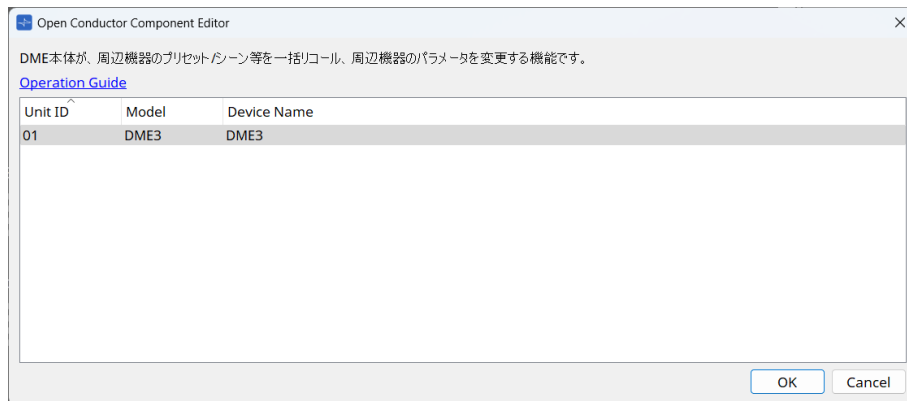 Open Conductor Component Editor
DME本体が、周辺機器のプリセット/シーン等を一括リコール、周辺機器のパラメータを変更する機能です。
Operation Guide
Unit ID Model Device Name
01 DME3 DME3
OK Cancel